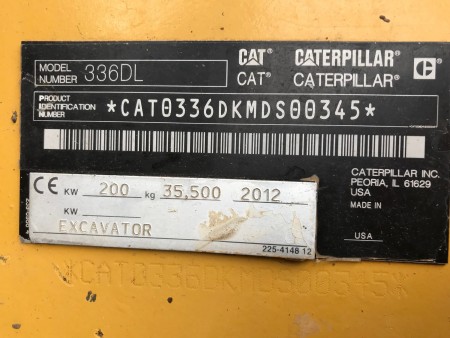 MODEL NUMBER 336DL
CAT CATERPILLAR C
CAT® CATERPILLAR®
PRODUCT IDENTIFICATION NUMBER *CAT0336DKMDS00345*
CATERPILLAR INC.
PEORIA, IL 61629
USA
MADE IN
USA
CE KW 200 kg 35,500 2012
KW
EXCAVATOR
225-4148 12
*CAT0336DKMDS00345*